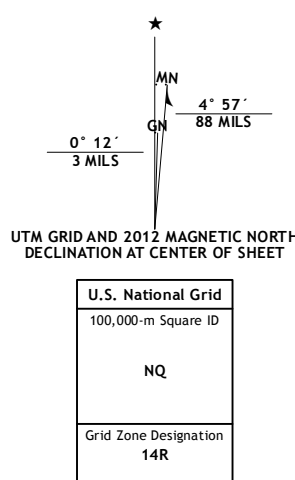 ★
MN
GN
4° 57´
88 MILS
0° 12´
3 MILS
UTM GRID AND 2012 MAGNETIC NORTH
DECLINATION AT CENTER OF SHEET
U.S. National Grid
100,000-m Square ID
NQ
Grid Zone Designation
14R